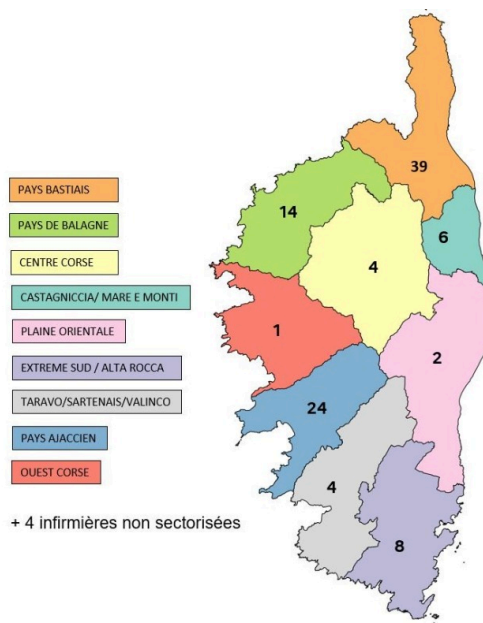 39
14
6
4
1
2
24
4
8
PAYS BASTIAIS
PAYS DE BALAGNE
CENTRE CORSE
CASTAGNICCIA/ MARE E MONTI
PLAINE ORIENTALE
EXTREME SUD / ALTA ROCCA
TARAVO/SARTENAIS/VALINCO
PAYS AJACCIEN
OUEST CORSE
+ 4 infirmières non sectorisées